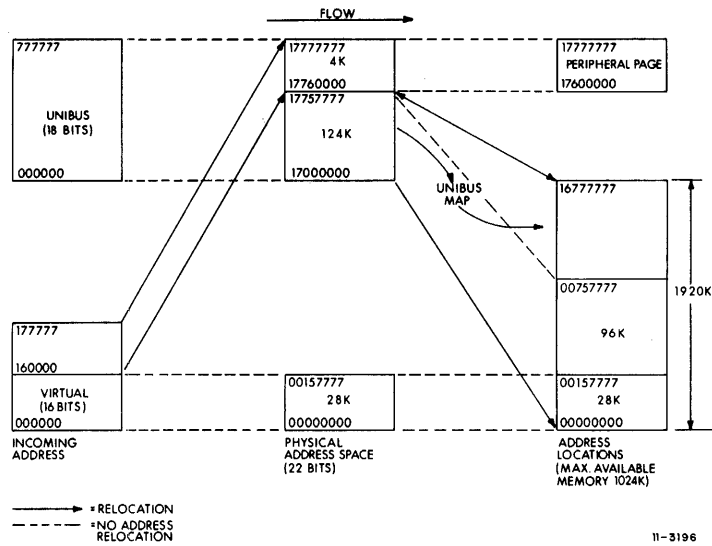 FLOW
777777
UNIBUS
(18 BITS)
000000
177777
160000
VIRTUAL
(16 BITS)
000000
INCOMING
ADDRESS
17777777
4K
17760000
17757777
124K
17000000
UNIBUS
MAP
00157777
28K
00000000
PHYSICAL
ADDRESS SPACE
(22 BITS)
17777777
PERIPHERAL PAGE
17600000
16777777
1920K
00757777
96K
00157777
28K
00000000
ADDRESS
LOCATIONS
(MAX. AVAILABLE
MEMORY 1024K)
= RELOCATION
= NO ADDRESS
RELOCATION
11-3196